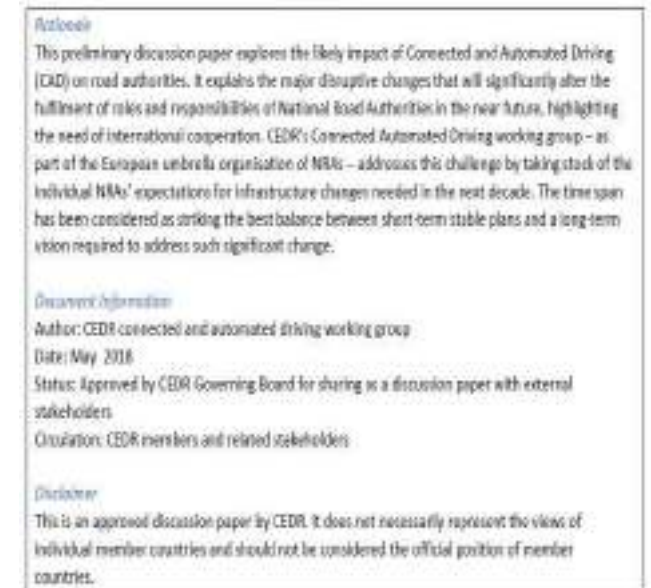 Rationale
This preliminary discussion paper explores the likely impact of Connected and Automated Driving
(CAD) on road authorities. It explains the major disruptive changes that will significantly alter the
fulfilment of roles and responsibilities of National Road Authorities in the near future, highlighting
the need of international cooperation. CEDR's Connected Automated Driving working group – as
part of the European umbrella organisation of NRAs – addresses this challenge by taking stock of the
individual NRAs' expectations for infrastructure changes needed in the next decade. The time span
has been considered as striking the best balance between short-term stable plans and a long-term
vision required to address such significant change.
Document Information
Author: CEDR connected and automated driving working group
Date: May 2018
Status: Approved by CEDR Governing Board for sharing as a discussion paper with external
stakeholders
Circulation: CEDR members and related stakeholders
Disclaimer
This is an approved discussion paper by CEDR. It does not necessarily represent the views of
individual member countries and should not be considered the official position of member
countries.